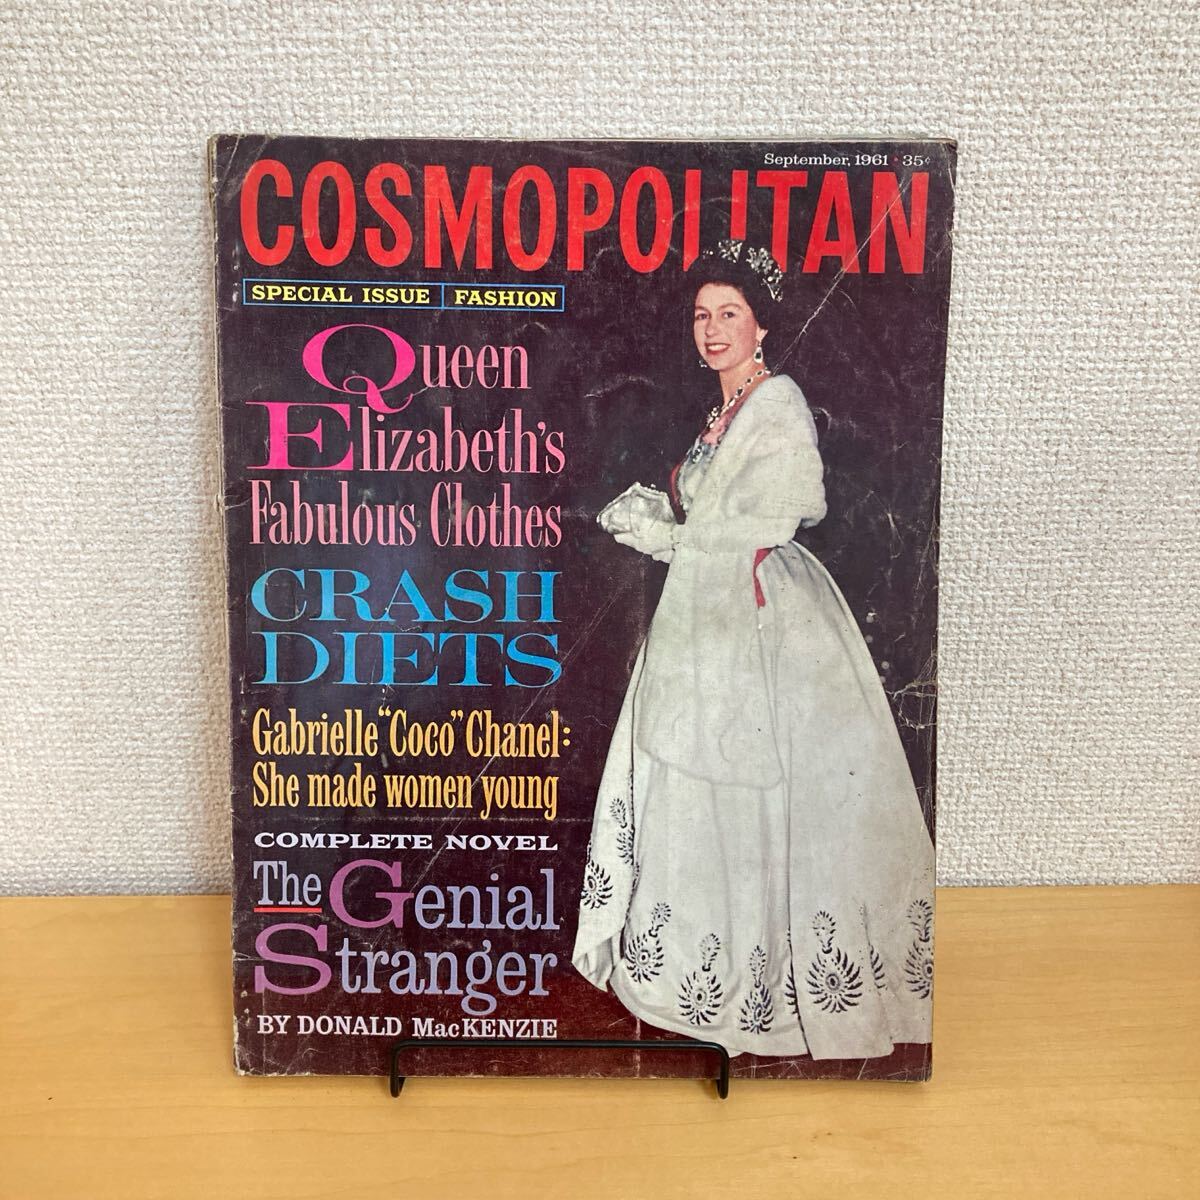 September, 1961 • 35¢
COSMOPOLITAN
SPECIAL ISSUE | FASHION
Queen
Elizabeth's
Fabulous Clothes
CRASH
DIETS
Gabrielle “Coco” Chanel:
She made women young
COMPLETE NOVEL
The Genial
Stranger
BY DONALD MacKENZIE